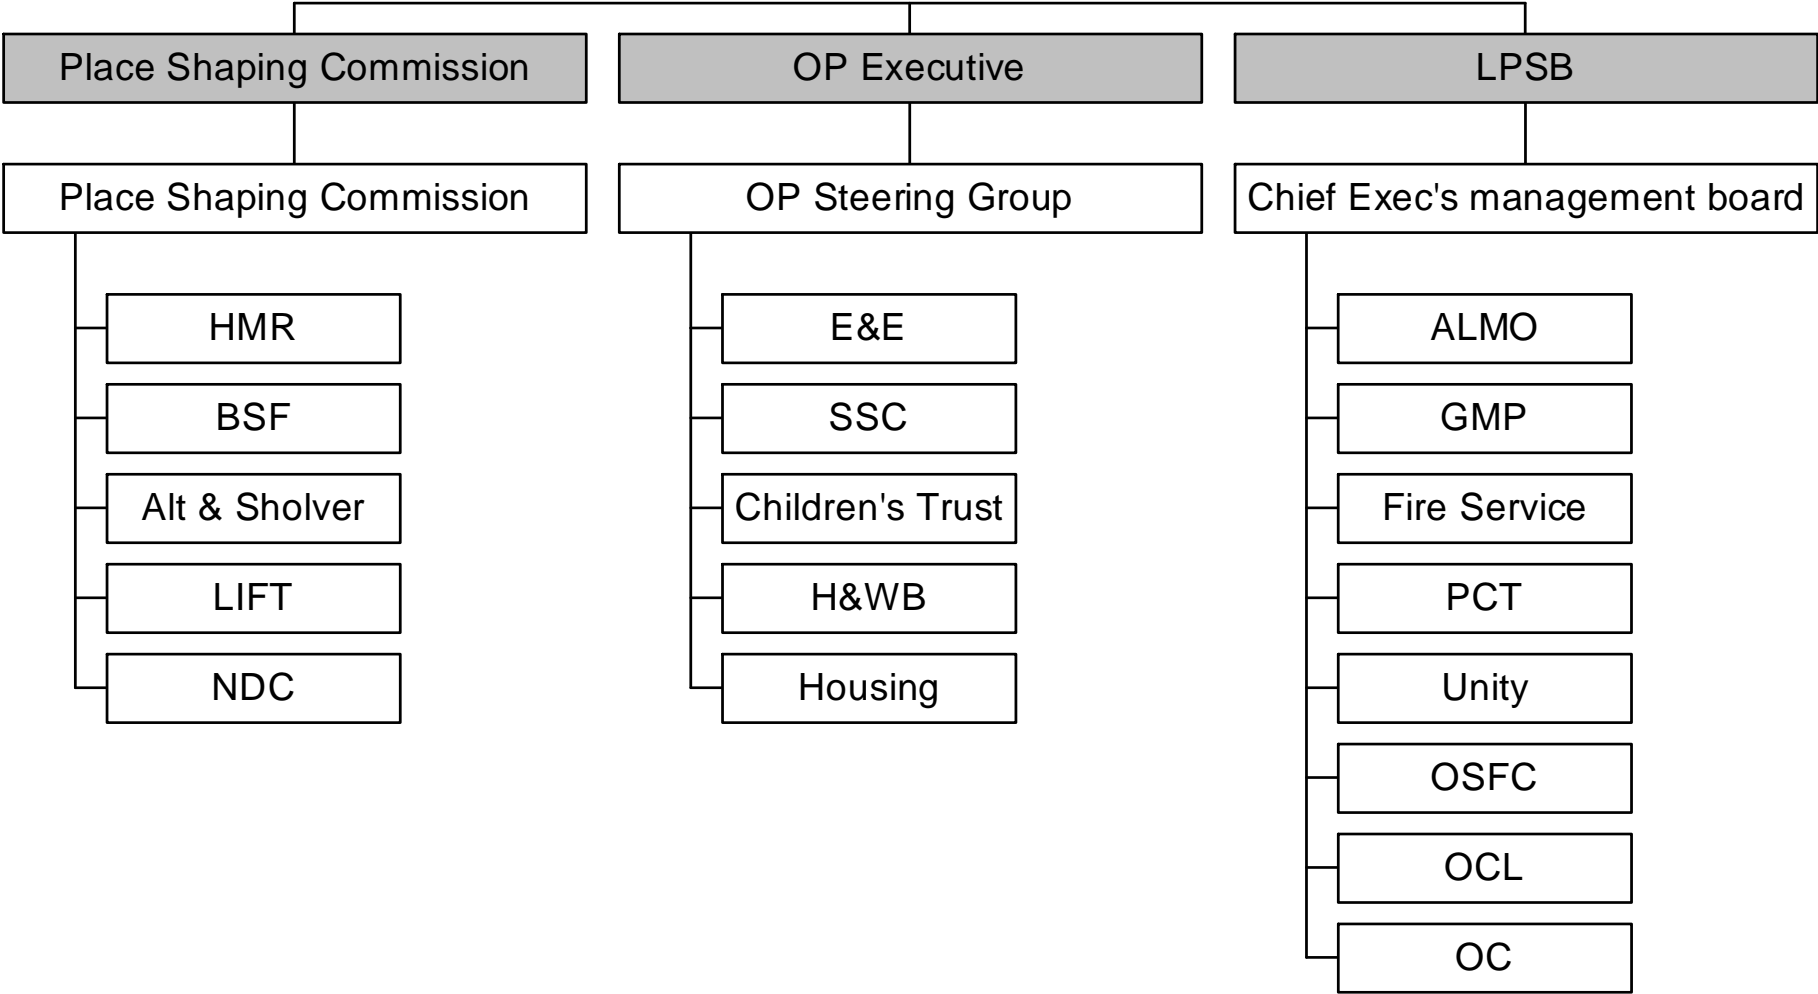 Place Shaping Commission
OP Executive
LPSB
Place Shaping Commission
OP Steering Group
Chief Exec's management board
HMR
BSF
Alt & Sholver
LIFT
NDC
E&E
SSC
Children's Trust
H&WB
Housing
ALMO
GMP
Fire Service
PCT
Unity
OSFC
OCL
OC